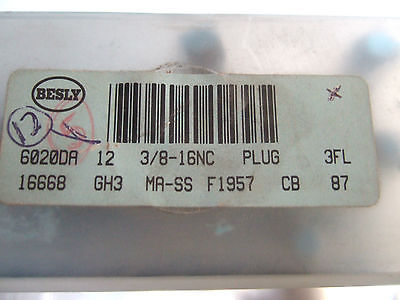 BESLY
12
6020DA 12 3/8-16NC PLUG 3FL
16668 GH3 MA-SS F1957 CB 87